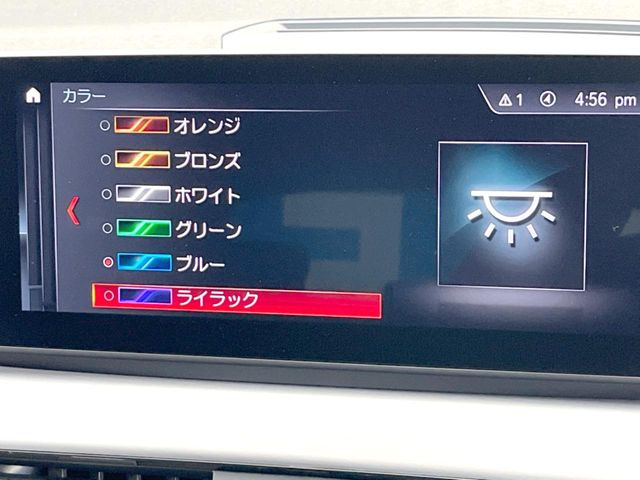 カラー
1 4:56 pm
オレンジ
ブロンズ
ホワイト
グリーン
ブルー
ライラック